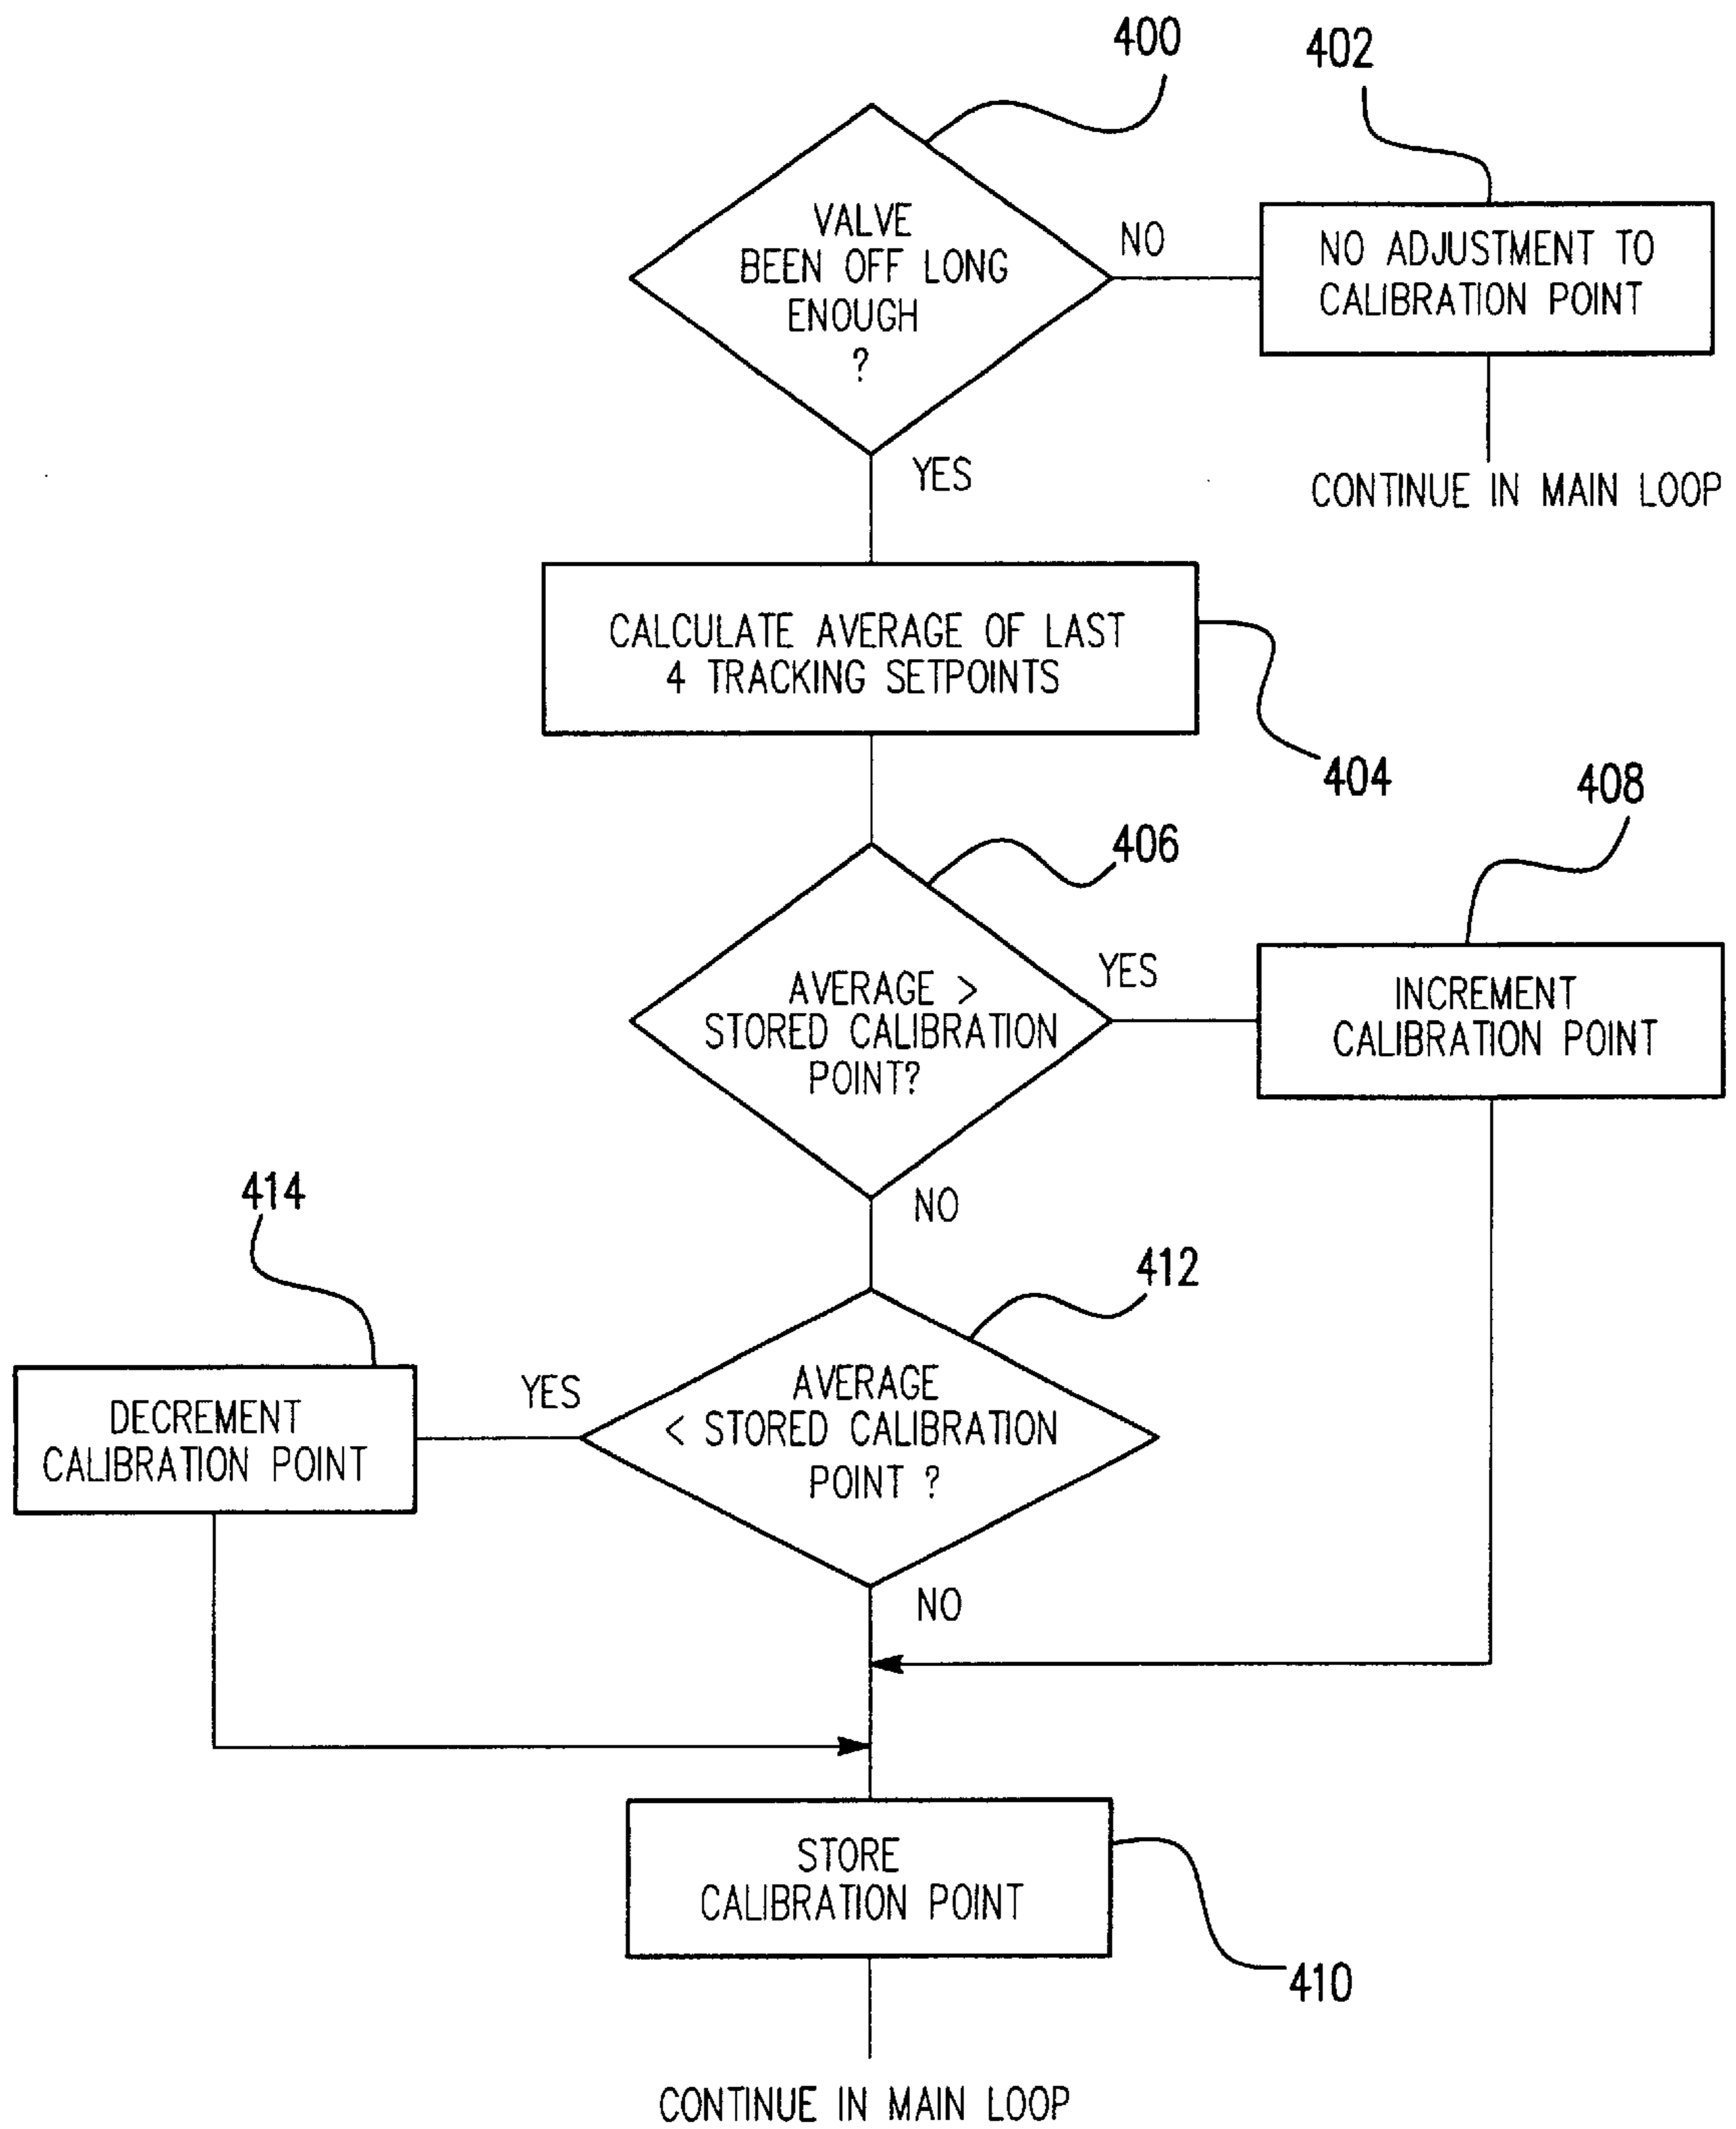 400
402
VALVE
BEEN OFF LONG
ENOUGH
?
NO
NO ADJUSTMENT TO
CALIBRATION POINT
YES
CONTINUE IN MAIN LOOP
CALCULATE AVERAGE OF LAST
4 TRACKING SETPOINTS
404
408
406
AVERAGE >
STORED CALIBRATION
POINT?
YES
INCREMENT
CALIBRATION POINT
NO
414
412
DECREMENT
CALIBRATION POINT
YES
AVERAGE
< STORED CALIBRATION
POINT ?
NO
STORE
CALIBRATION POINT
410
CONTINUE IN MAIN LOOP